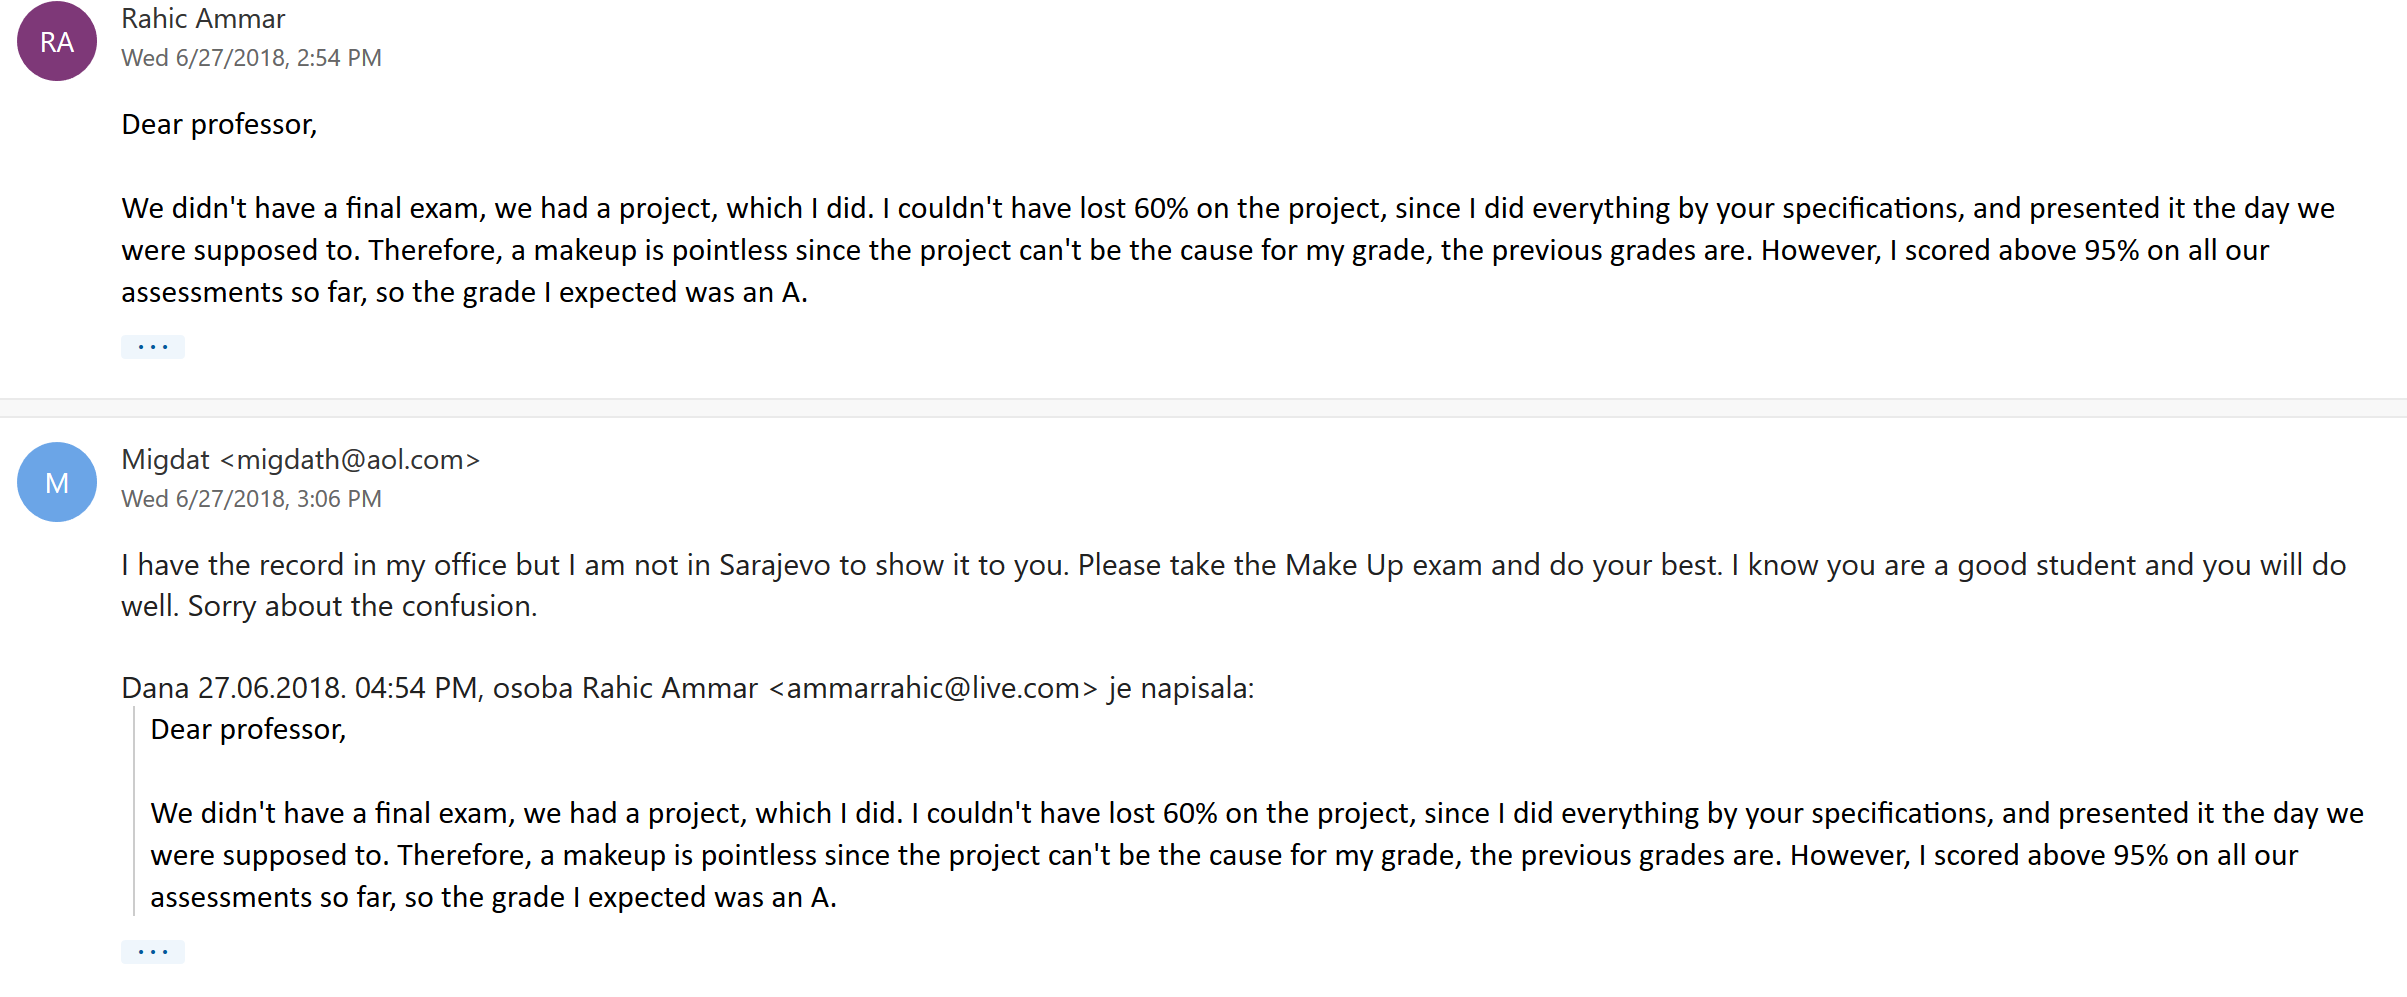 RA
Rahic Ammar
Wed 6/27/2018, 2:54 PM
Dear professor,
We didn't have a final exam, we had a project, which I did. I couldn't have lost 60% on the project, since I did everything by your specifications, and presented it the day we
were supposed to. Therefore, a makeup is pointless since the project can't be the cause for my grade, the previous grades are. However, I scored above 95% on all our
assessments so far, so the grade I expected was an A.
...
M
Migdat <migdath@aol.com>
Wed 6/27/2018, 3:06 PM
I have the record in my office but I am not in Sarajevo to show it to you. Please take the Make Up exam and do your best. I know you are a good student and you will do
well. Sorry about the confusion.
Dana 27.06.2018. 04:54 PM, osoba Rahic Ammar <ammarrahic@live.com> je napisala:
Dear professor,
We didn't have a final exam, we had a project, which I did. I couldn't have lost 60% on the project, since I did everything by your specifications, and presented it the day we
were supposed to. Therefore, a makeup is pointless since the project can't be the cause for my grade, the previous grades are. However, I scored above 95% on all our
assessments so far, so the grade I expected was an A.
...